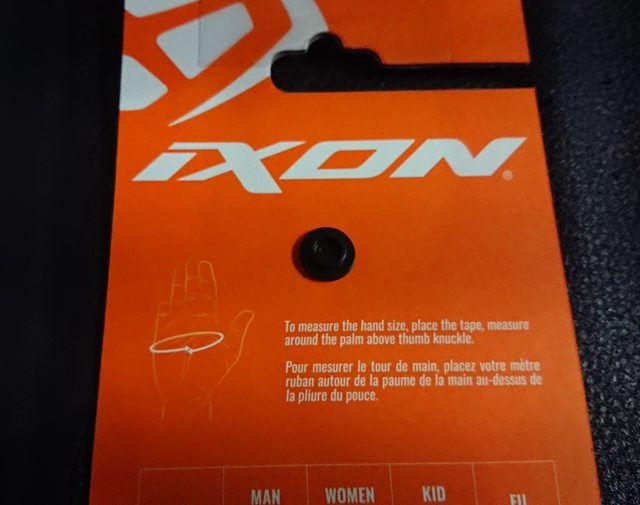 iXON®
To measure the hand size, place the tape, measure
around the palm above thumb knuckle.
Pour mesurer le tour de main, placez votre mètre
ruban autour de la paume de la main au-dessus de
la pliure du pouce.
MAN WOMEN KID EU